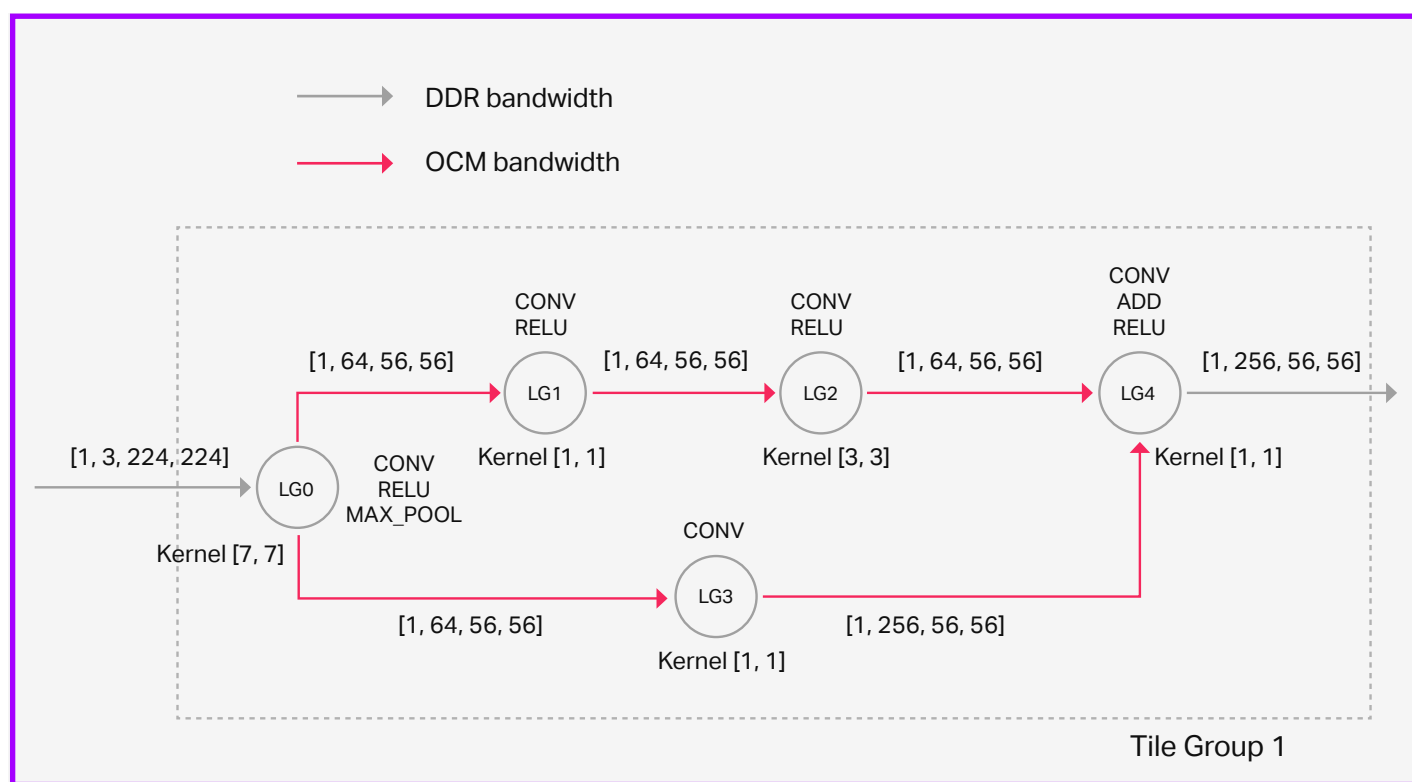 DDR bandwidth
OCM bandwidth
CONV
RELU
CONV
RELU
CONV
ADD
RELU
[1, 64, 56, 56]
[1, 64, 56, 56]
[1, 64, 56, 56]
[1, 256, 56, 56]
LG1
LG2
LG4
Kernel [1, 1]
Kernel [3, 3]
Kernel [1, 1]
[1, 3, 224, 224]
LG0
CONV
RELU
MAX_POOL
Kernel [7, 7]
CONV
LG3
[1, 64, 56, 56]
[1, 256, 56, 56]
Kernel [1, 1]
Tile Group 1